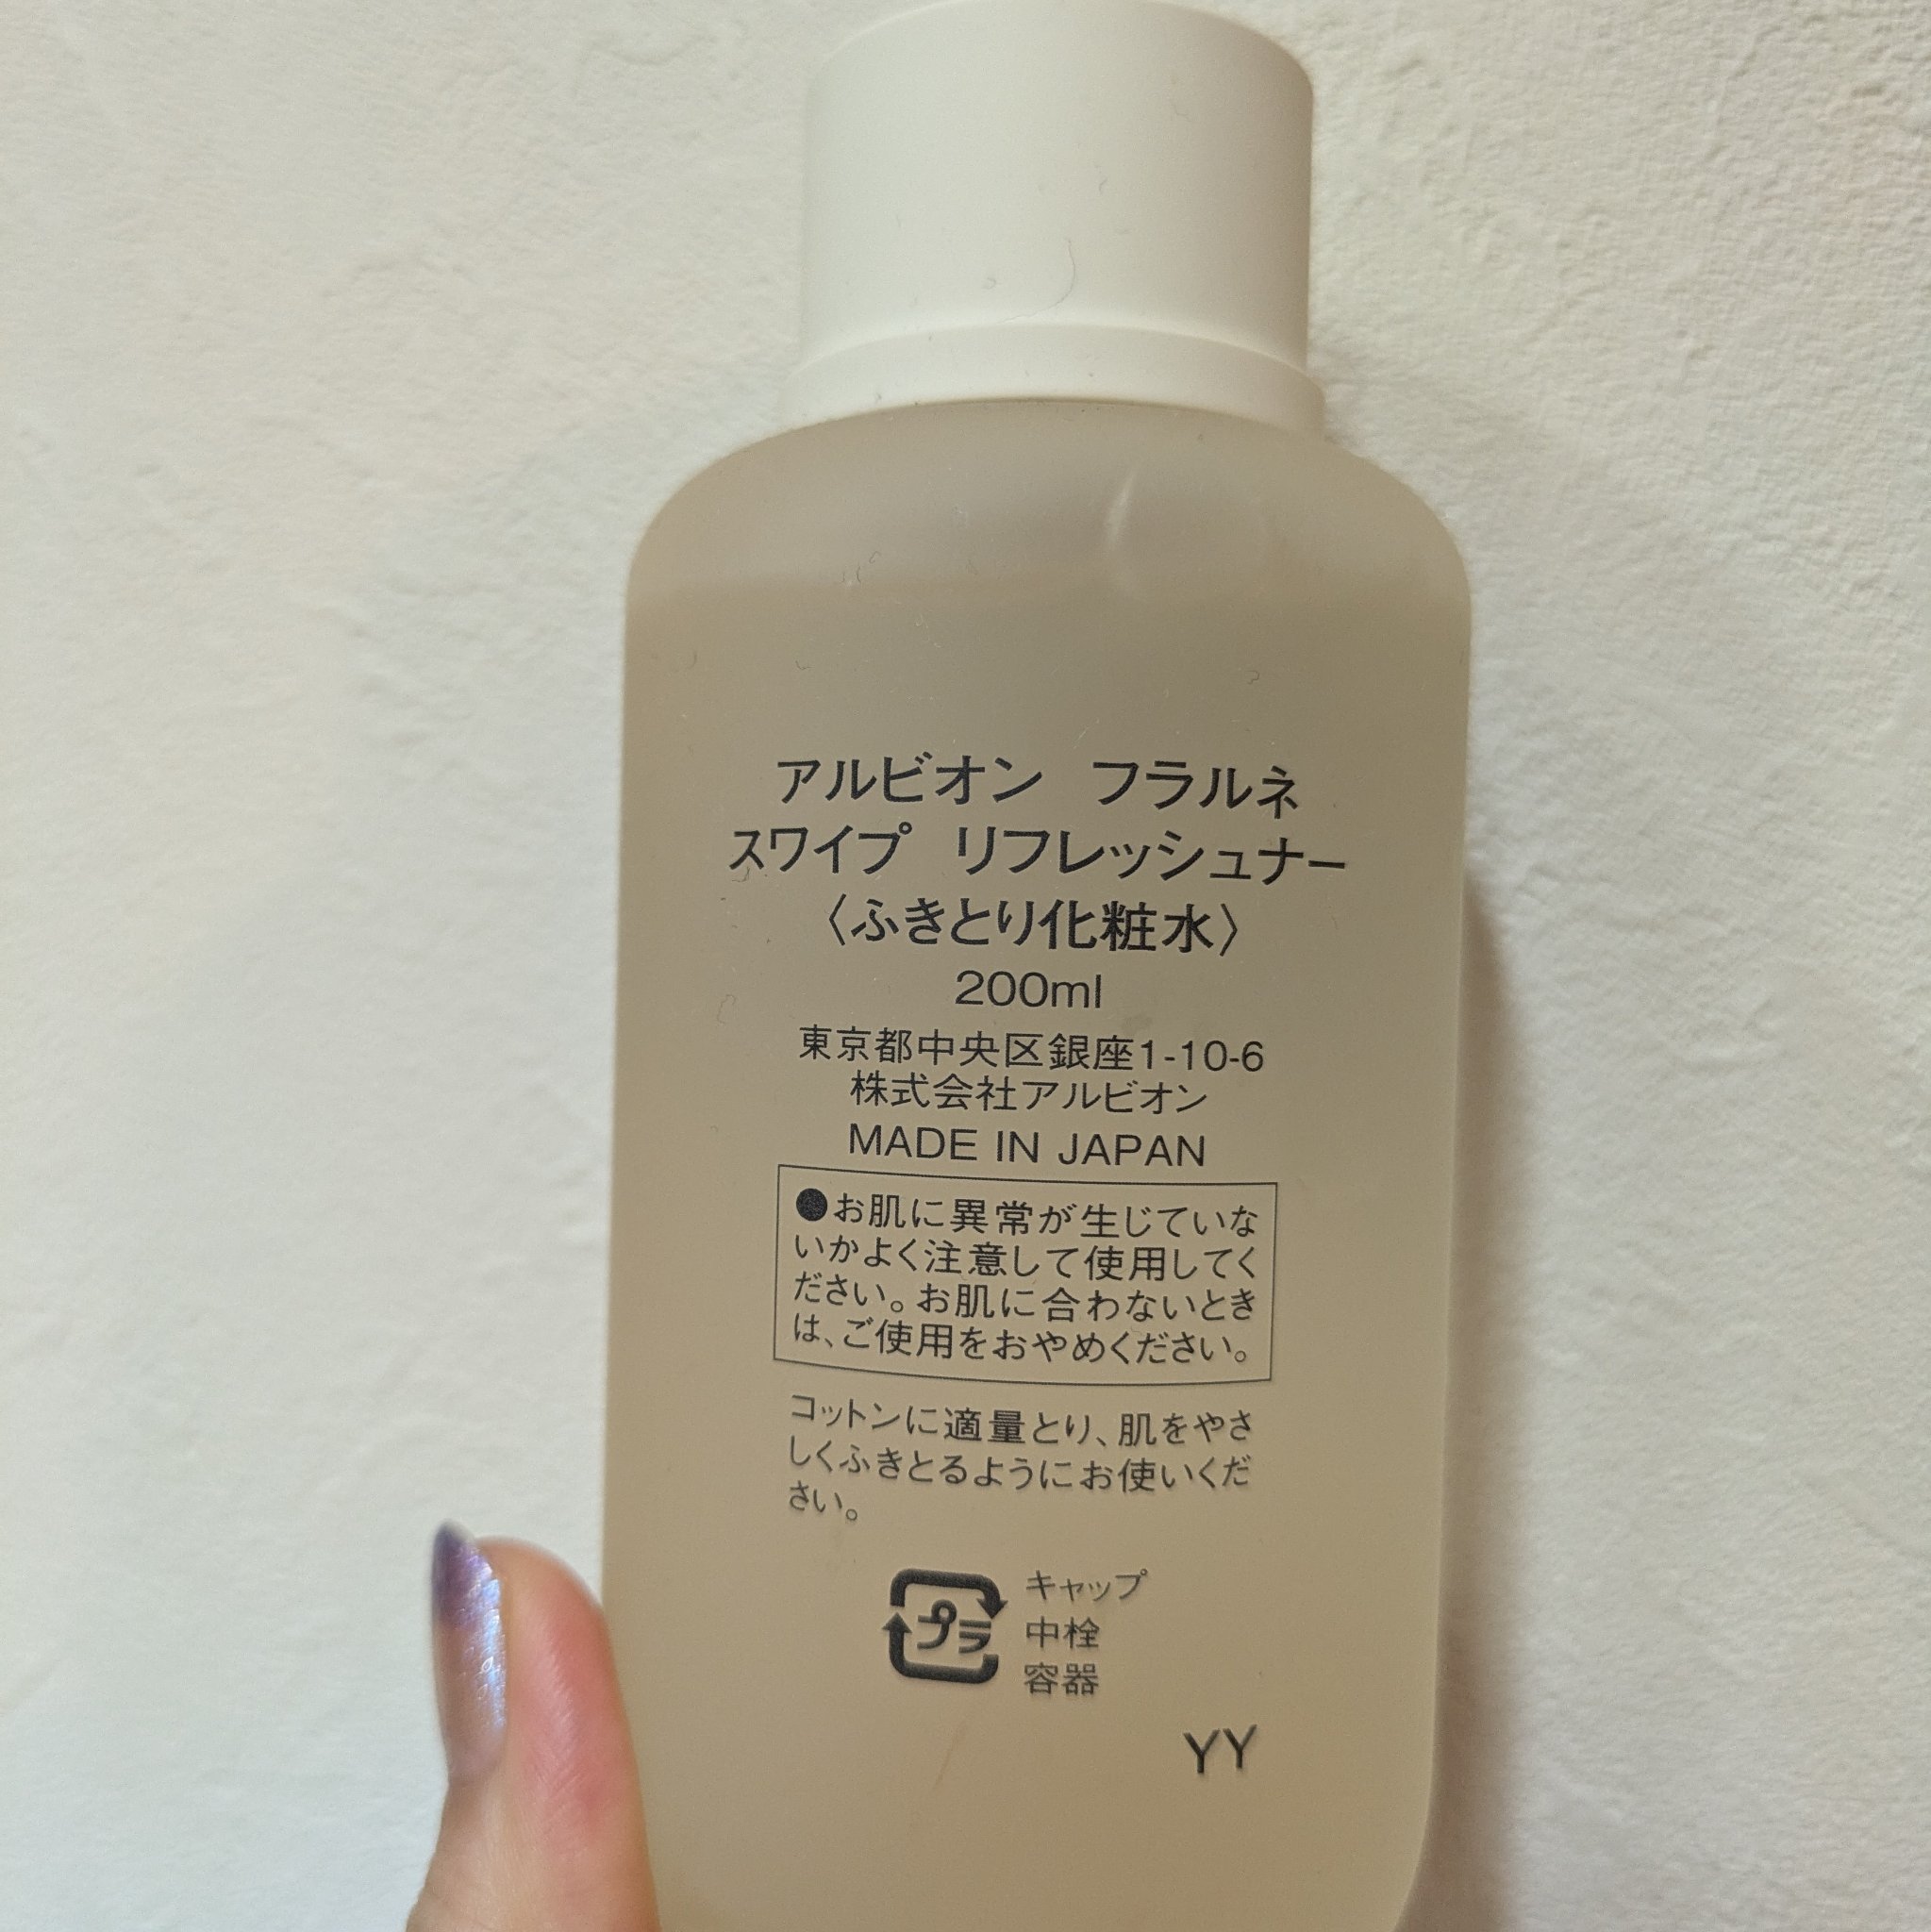 アルビオン フラルネ
スワイプ リフレッシュナー
〈ふきとり化粧水〉
200ml
東京都中央区銀座1-10-6
株式会社アルビオン
MADE IN JAPAN
●お肌に異常が生じていな
いかよく注意して使用してく
ださい。お肌に合わないとき
は、ご使用をおやめください。
コットンに適量とり、肌をやさ
しくふきとるようにお使いくだ
さい。
プラ
キャップ
中栓
容器
YY